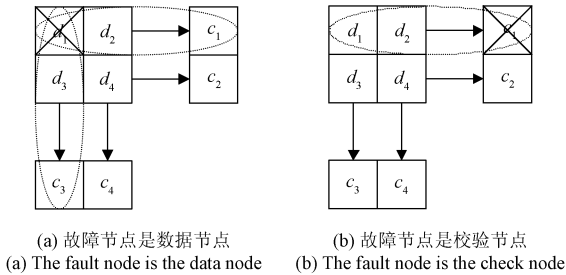 d1 d2 c1 d1 d2 c1
d3 d4 c2 d3 d4 c2
c3 c4 c3 c4
(a) 故障节点是数据节点 (b) 故障节点是校验节点
(a) The fault node is the data node (b) The fault node is the check node